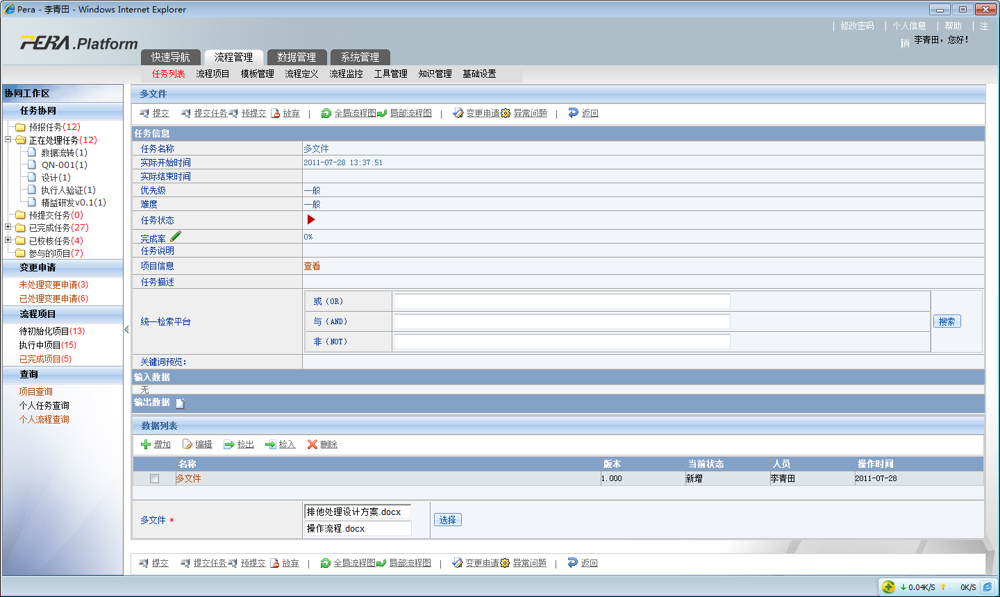 Pera - 李青田 - Windows Internet Explorer
PERA .Platform
修改密码 | 个人信息 | 帮助 | 注销
李青田，您好！
快速导航 流程管理 数据管理 系统管理
任务列表 流程项目 模板管理 流程定义 流程监控 工具管理 知识管理 基础设置
协同工作区
任务协同
预报任务(12)
正在处理任务(12)
数据流转(1)
QN-001(1)
设计(1)
执行人验证(1)
精益研发v0.1(1)
预提交任务(0)
已完成任务(27)
已校核任务(4)
参与的项目(7)
变更申请
未处理变更申请(3)
已处理变更申请(6)
流程项目
待初始化项目(13)
执行中项目(15)
已完成项目(5)
查询
项目查询
个人任务查询
个人流程查询
多文件
提交 提交任务 预提交 放弃 | 全局流程图 局部流程图 | 变更申请 异常问题 | 返回
任务信息
任务名称 多文件
实际开始时间 2011-07-28 13:37:51
实际结束时间
优先级 一般
难度 一般
任务状态
完成率 0%
任务说明
项目信息 查看
任务描述
统一检索平台
或（OR）
与（AND）
非（NOT）
搜索
关键词预览：
输入数据
无
输出数据
数据列表
增加 编辑 检出 检入 删除
名称 版本 当前状态 人员 操作时间
多文件 1.000 新增 李青田 2011-07-28
多文件 *
排他处理设计方案.docx
操作流程.docx
选择
提交 提交任务 预提交 放弃 | 全局流程图 局部流程图 | 变更申请 异常问题 | 返回
0.04K/S 0K/S